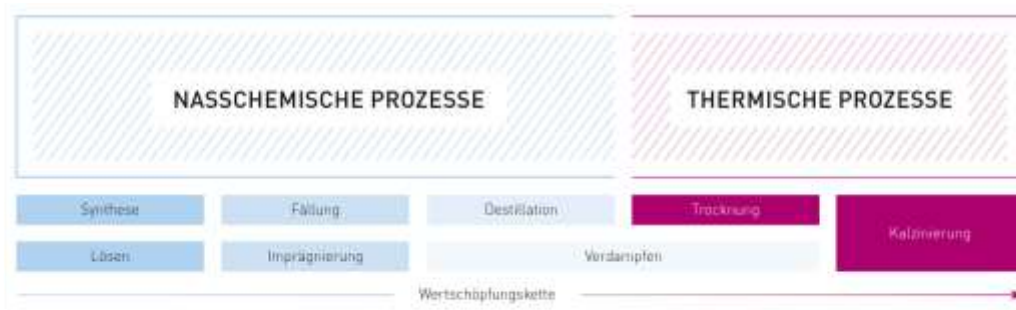 NASSCHEMISCHE PROZESSE
THERMISCHE PROZESSE
Synthese
Fällung
Destillation
Trocknung
Kalzinierung
Lösen
Imprägnierung
Verdampfen
Wertschöpfungskette